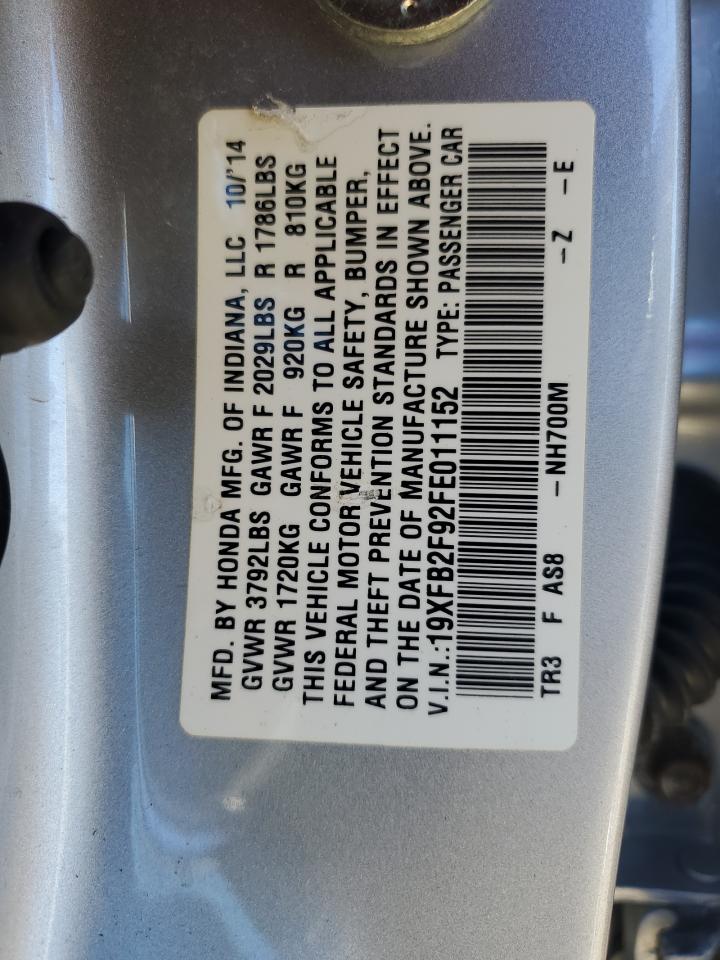 MFD. BY HONDA MFG. OF INDIANA, LLC 10/'14
GVWR 3792LBS GAWR F 2029LBS R 1786LBS
GVWR 1720KG GAWR F 920KG R 810KG
THIS VEHICLE CONFORMS TO ALL APPLICABLE
FEDERAL MOTOR VEHICLE SAFETY, BUMPER,
AND THEFT PREVENTION STANDARDS IN EFFECT
ON THE DATE OF MANUFACTURE SHOWN ABOVE.
V.I.N.:19XFB2F92FE011152 TYPE: PASSENGER CAR
TR3 F AS8 -NH700M -Z -E